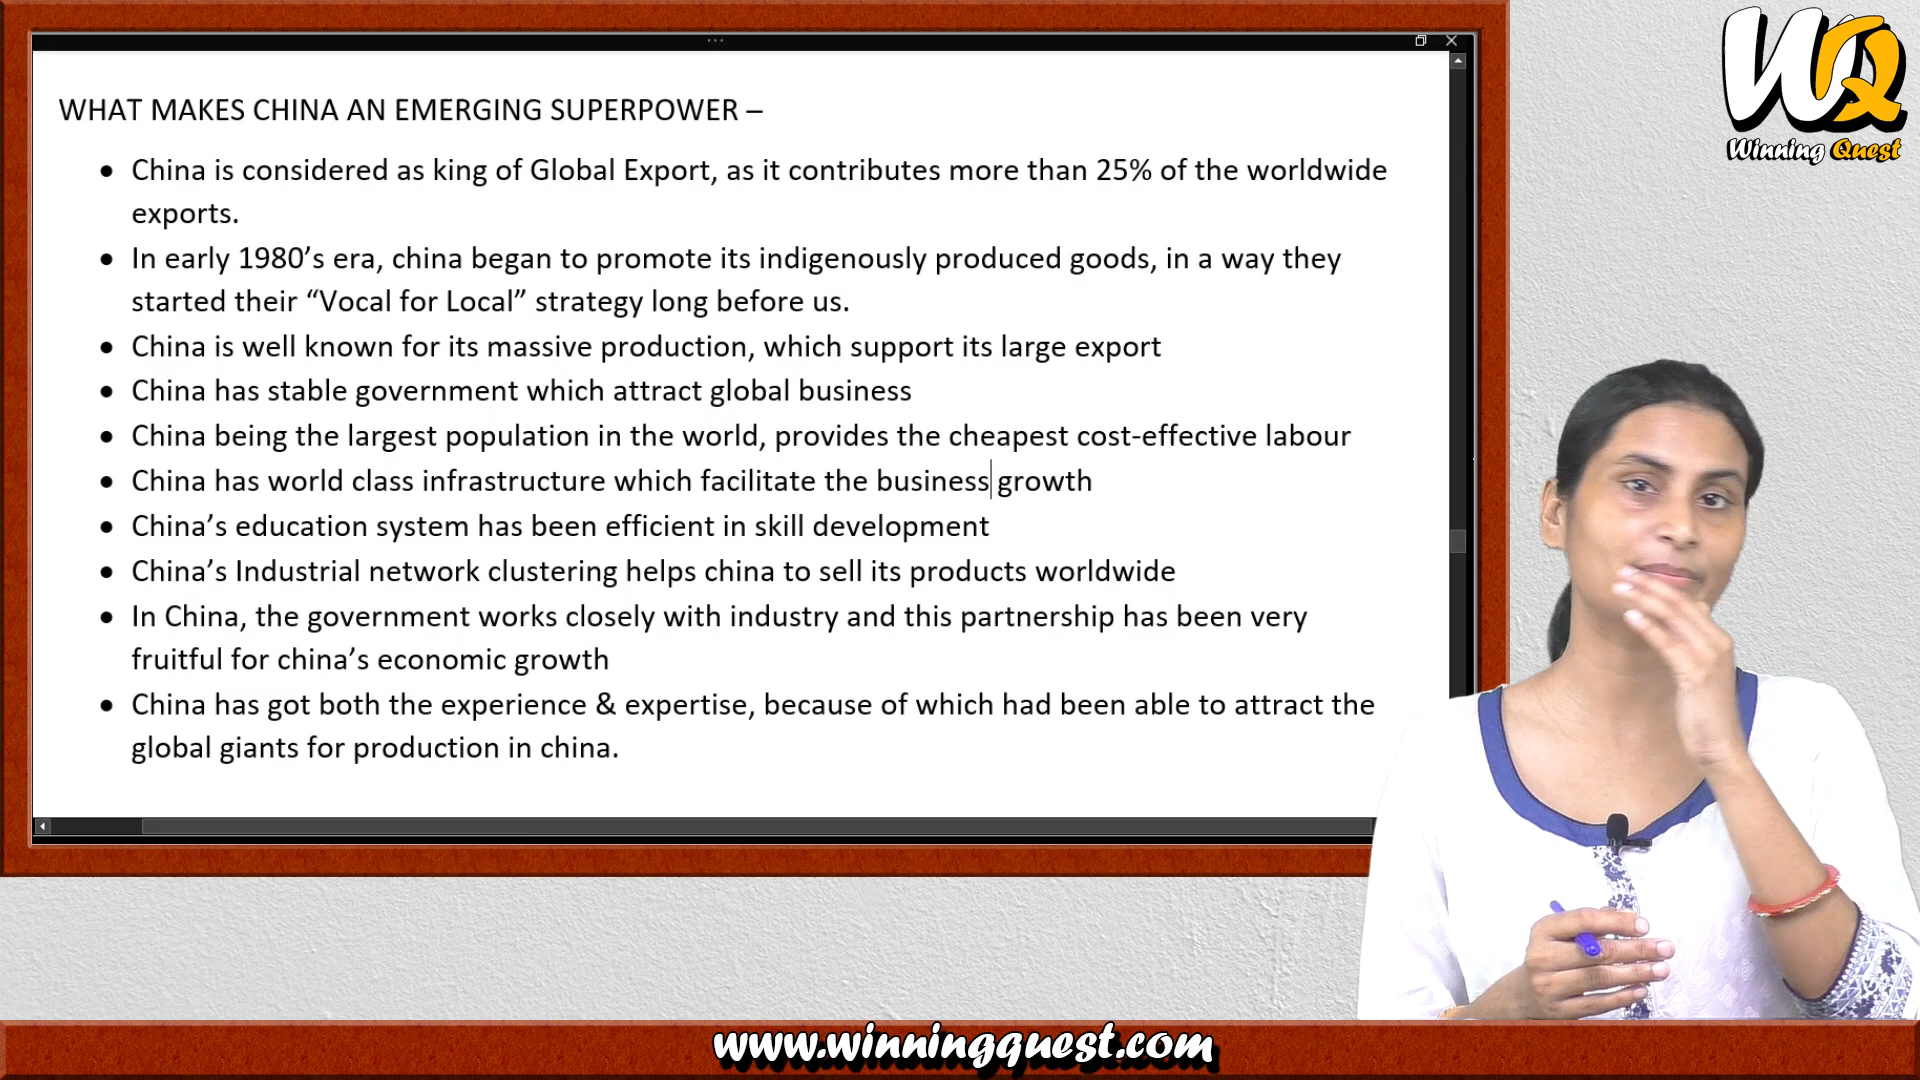 WHAT MAKES CHINA AN EMERGING SUPERPOWER –
• China is considered as king of Global Export, as it contributes more than 25% of the worldwide
exports.
• In early 1980’s era, china began to promote its indigenously produced goods, in a way they
started their “Vocal for Local” strategy long before us.
• China is well known for its massive production, which support its large export
• China has stable government which attract global business
• China being the largest population in the world, provides the cheapest cost-effective labour
• China has world class infrastructure which facilitate the business growth
• China’s education system has been efficient in skill development
• China’s Industrial network clustering helps china to sell its products worldwide
• In China, the government works closely with industry and this partnership has been very
fruitful for china’s economic growth
• China has got both the experience & expertise, because of which had been able to attract the
global giants for production in china.
WQ
Winning Quest
www.winningquest.com